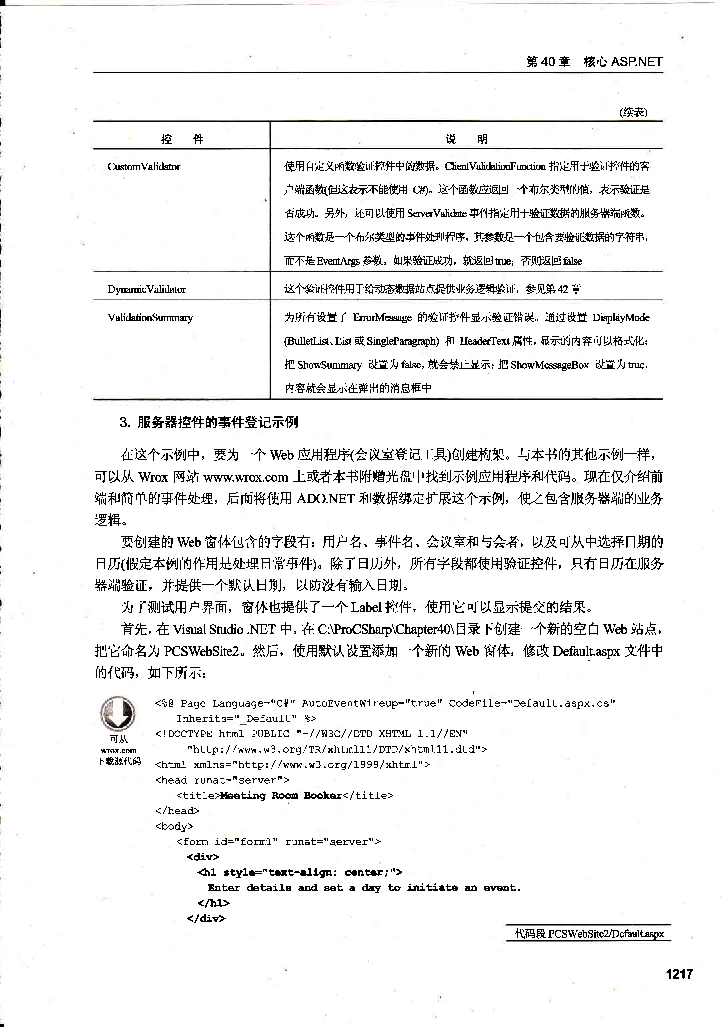 第 40 章 核心 ASP.NET
(续表)
控 件 说 明
CustomValidator 使用自定义函数验证控件中的数据。ClientValidationFunction 指定用于验证控件的客
户端函数(但这表示不能使用 C#)。这个函数应返回一个布尔类型的值，表示验证是
否成功。另外，还可以使用 ServerValidate 事件指定用于验证数据的服务器端函数。
这个函数是一个布尔类型的事件处理程序，其参数是一个包含要验证数据的字符串，
而不是 EventArgs 参数。如果验证成功，就返回 true；否则返回 false
DynamicValidator 这个验证控件用于给动态数据站点提供业务逻辑验证，参见第 42 章
ValidationSummary 为所有设置了 ErrorMessage 的验证控件显示验证错误。通过设置 DisplayMode
(BulletList、List 或 SingleParagraph) 和 HeaderText 属性，显示的内容可以格式化；
把 ShowSummary 设置为 false，就会禁止显示；把 ShowMessageBox 设置为 true，
内容就会显示在弹出的消息框中
3. 服务器控件的事件登记示例
在这个示例中，要为一个 Web 应用程序(会议室登记工具)创建构架。与本书的其他示例一样，
可以从 Wrox 网站 www.wrox.com 上或者本书附赠光盘中找到示例应用程序和代码。现在仅介绍前
端和简单的事件处理，后面将使用 ADO.NET 和数据绑定扩展这个示例，使之包含服务器端的业务
逻辑。
要创建的 Web 窗体包含的字段有：用户名、事件名、会议室和与会者，以及可从中选择日期的
日历(假定本例的作用是处理日常事件)。除了日历外，所有字段都使用验证控件，只有日历在服务
器端验证，并提供一个默认日期，以防没有输入日期。
为了测试用户界面，窗体也提供了一个 Label 控件，使用它可以显示提交的结果。
首先，在 Visual Studio .NET 中，在 C:\ProCSharp\Chapter40\目录下创建一个新的空白 Web 站点，
把它命名为 PCSWebSite2。然后，使用默认设置添加一个新的 Web 窗体，修改 Default.aspx 文件中
的代码，如下所示：
可从
wrox.com
下载源代码
<%@ Page Language="C#" AutoEventWireup="true" CodeFile="Default.aspx.cs"
Inherits="_Default" %>
<!DOCTYPE html PUBLIC "-//W3C//DTD XHTML 1.1//EN"
"http://www.w3.org/TR/xhtml11/DTD/xhtml11.dtd">
<html xmlns="http://www.w3.org/1999/xhtml">
<head runat="server">
<title>Meeting Room Booker</title>
</head>
<body>
<form id="form1" runat="server">
<div>
<h1 style="text-align: center;">
Enter details and set a day to initiate an event.
</h1>
</div>
代码段 PCSWebSite2/Default.aspx
1217